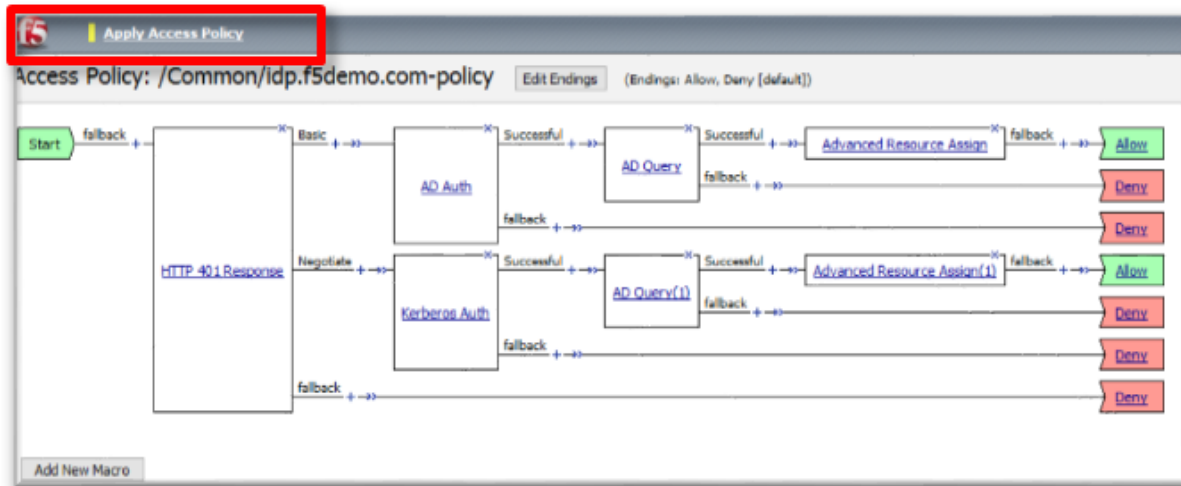 f5 Apply Access Policy
Access Policy: /Common/idp.f5demo.com-policy Edit Endings (Endings: Allow, Deny [default])
Start fallback + Basic + Successful + Successful + Advanced Resource Assign fallback + Allow
AD Query
AD Auth fallback + Deny
fallback + Deny
HTTP 401 Response Negotiate + Successful + Successful + Advanced Resource Assign(1) fallback + Allow
AD Query(1)
Kerberos Auth fallback + Deny
fallback + Deny
fallback + Deny
Add New Macro